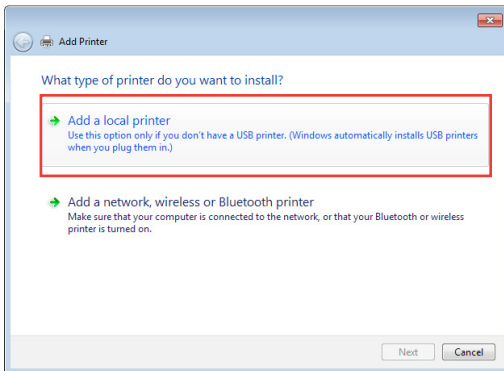 Add Printer
What type of printer do you want to install?
Add a local printer
Use this option only if you don't have a USB printer. (Windows automatically installs USB printers
when you plug them in.)
Add a network, wireless or Bluetooth printer
Make sure that your computer is connected to the network, or that your Bluetooth or wireless
printer is turned on.
Next Cancel